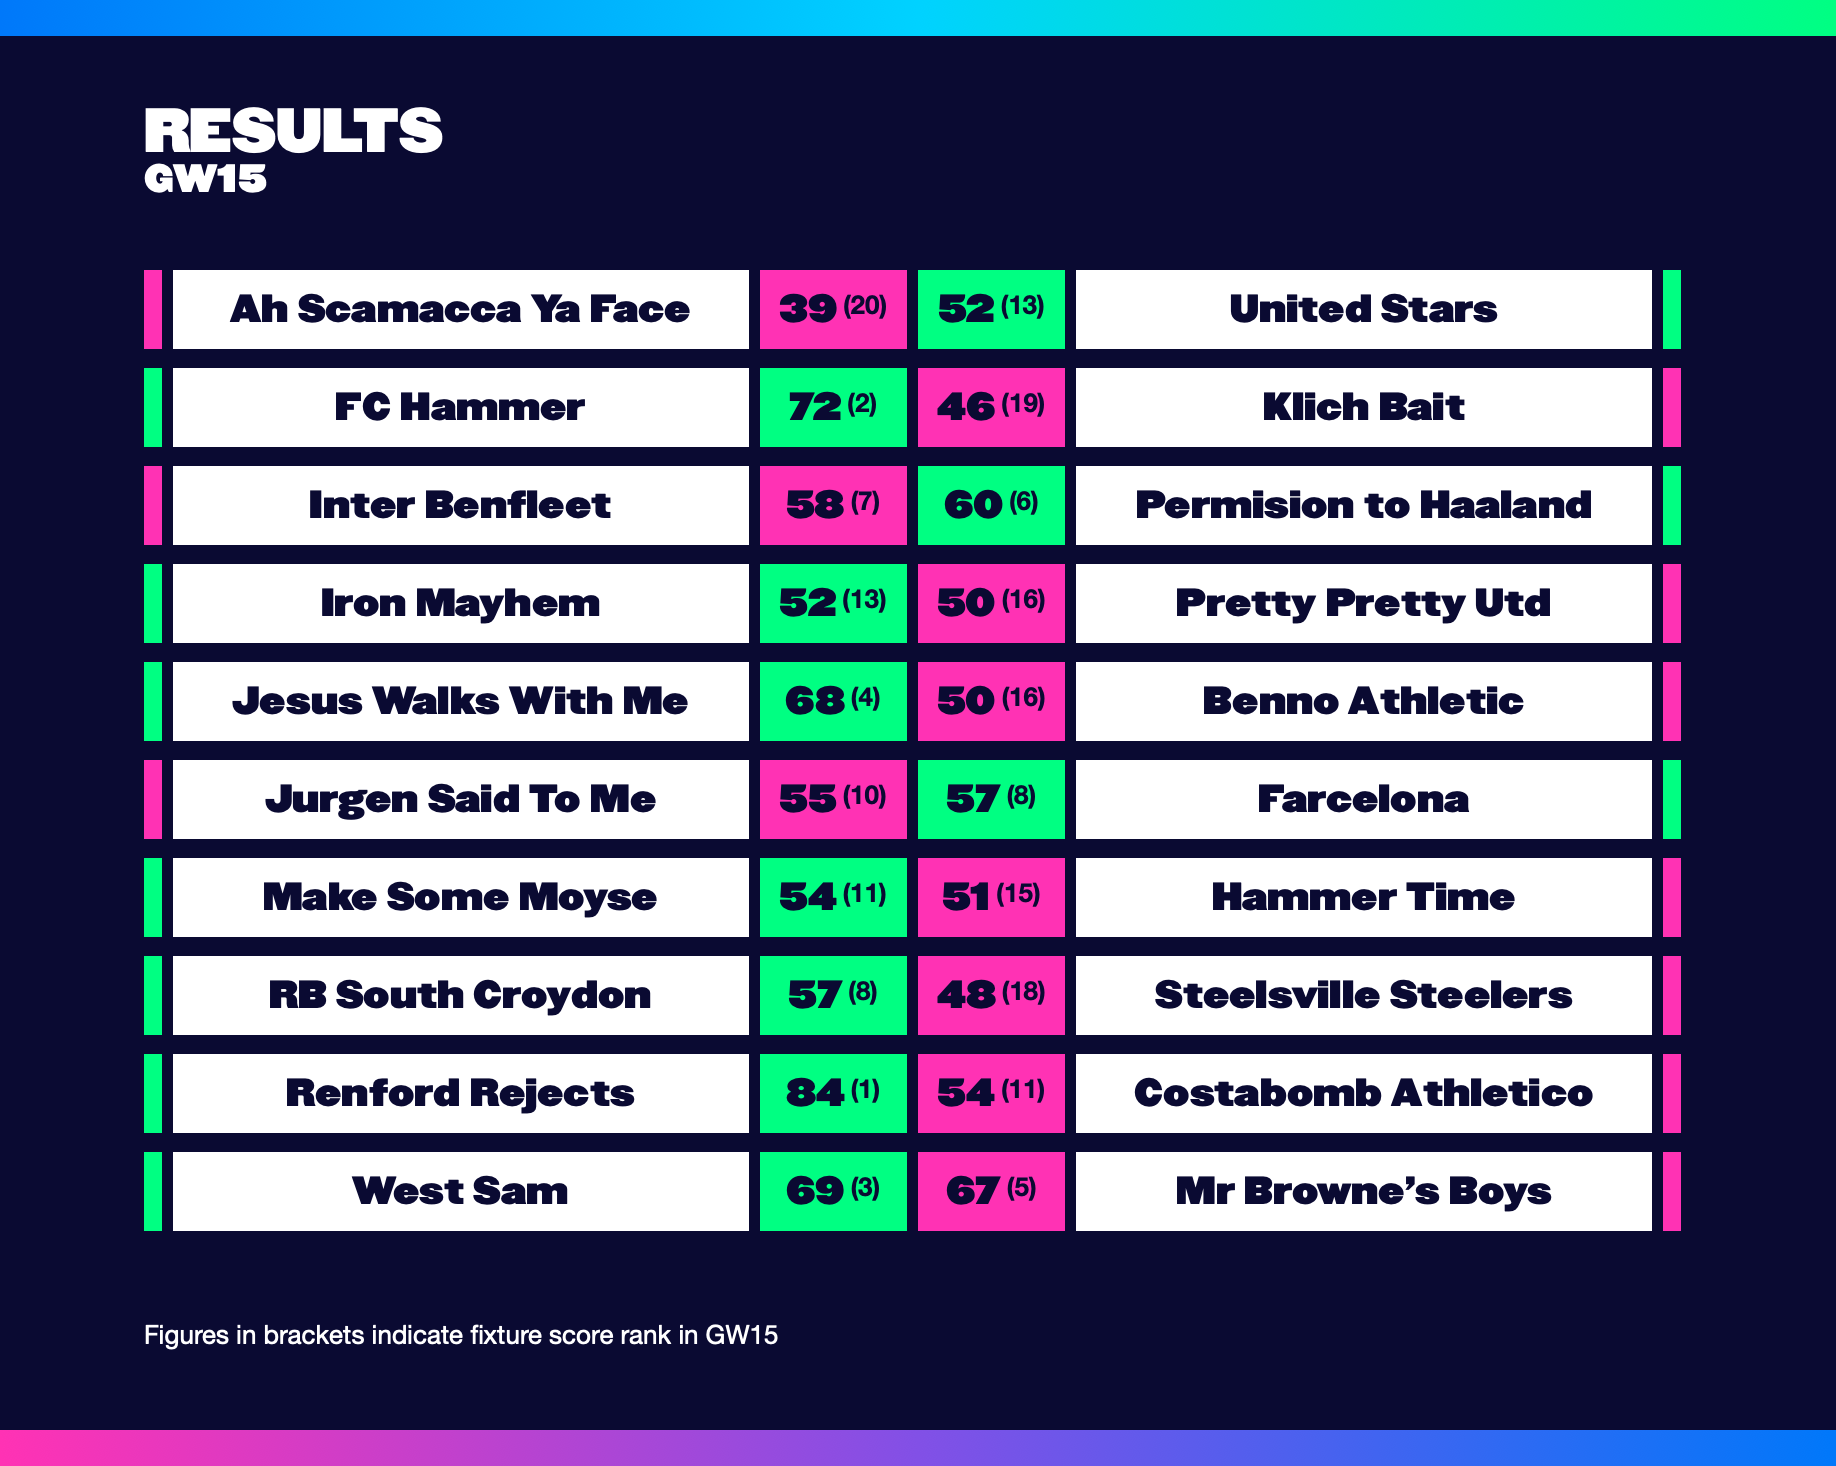 RESULTS
GW15
Ah Scamacca Ya Face 39 (20) 52 (13) United Stars
FC Hammer 72 (2) 46 (19) Klich Bait
Inter Benfleet 58 (7) 60 (6) Permision to Haaland
Iron Mayhem 52 (13) 50 (16) Pretty Pretty Utd
Jesus Walks With Me 68 (4) 50 (16) Benno Athletic
Jurgen Said To Me 55 (10) 57 (8) Farcelona
Make Some Moyse 54 (11) 51 (15) Hammer Time
RB South Croydon 57 (8) 48 (18) Steelsville Steelers
Renford Rejects 84 (1) 54 (11) Costabomb Athletico
West Sam 69 (3) 67 (5) Mr Browne’s Boys
Figures in brackets indicate fixture score rank in GW15